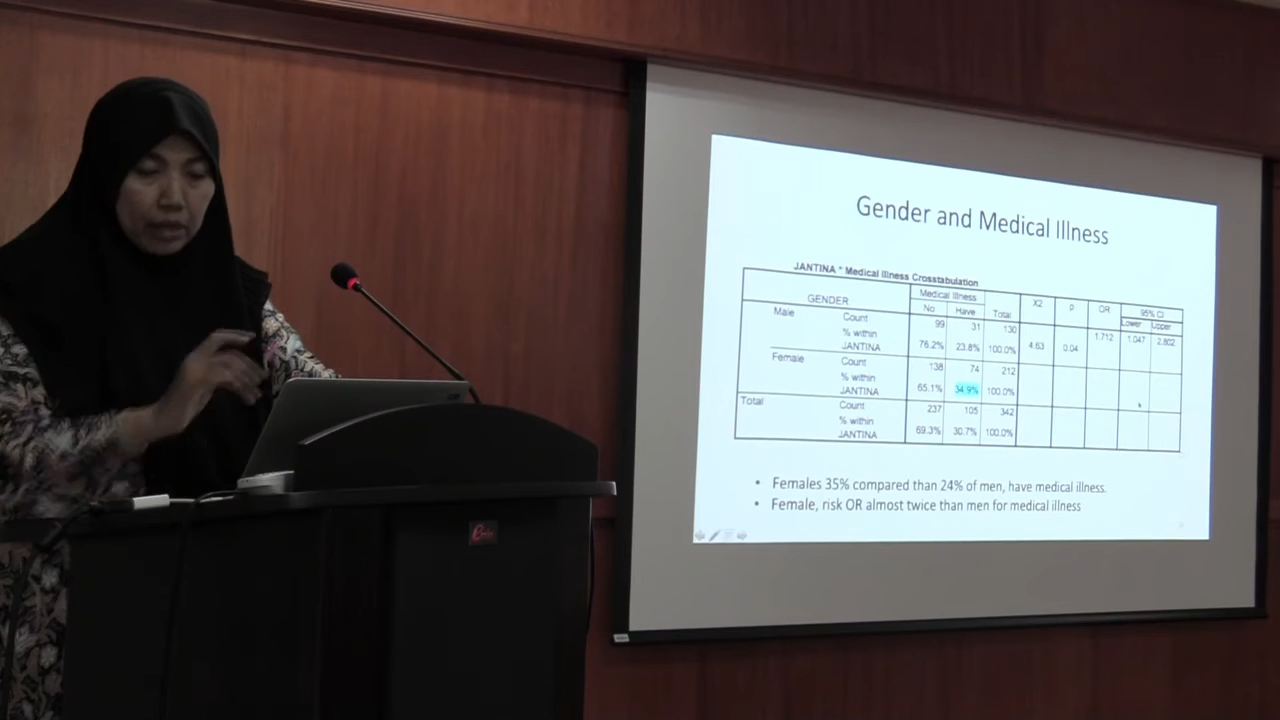 Gender and Medical Illness
JANTINA * Medical Illness Crosstabulation
GENDER Medical Illness Total X2 P OR 95% CI
No Have Lower Upper
Male Count 99 31 130 4.63 0.04 1.712 1.047 2.802
% within
JANTINA 76.2% 23.8% 100.0%
Female Count 138 74 212
% within
JANTINA 65.1% 34.9% 100.0%
Total Count 237 105 342
% within
JANTINA 69.3% 30.7% 100.0%
• Females 35% compared than 24% of men, have medical illness.
• Female, risk OR almost twice than men for medical illness